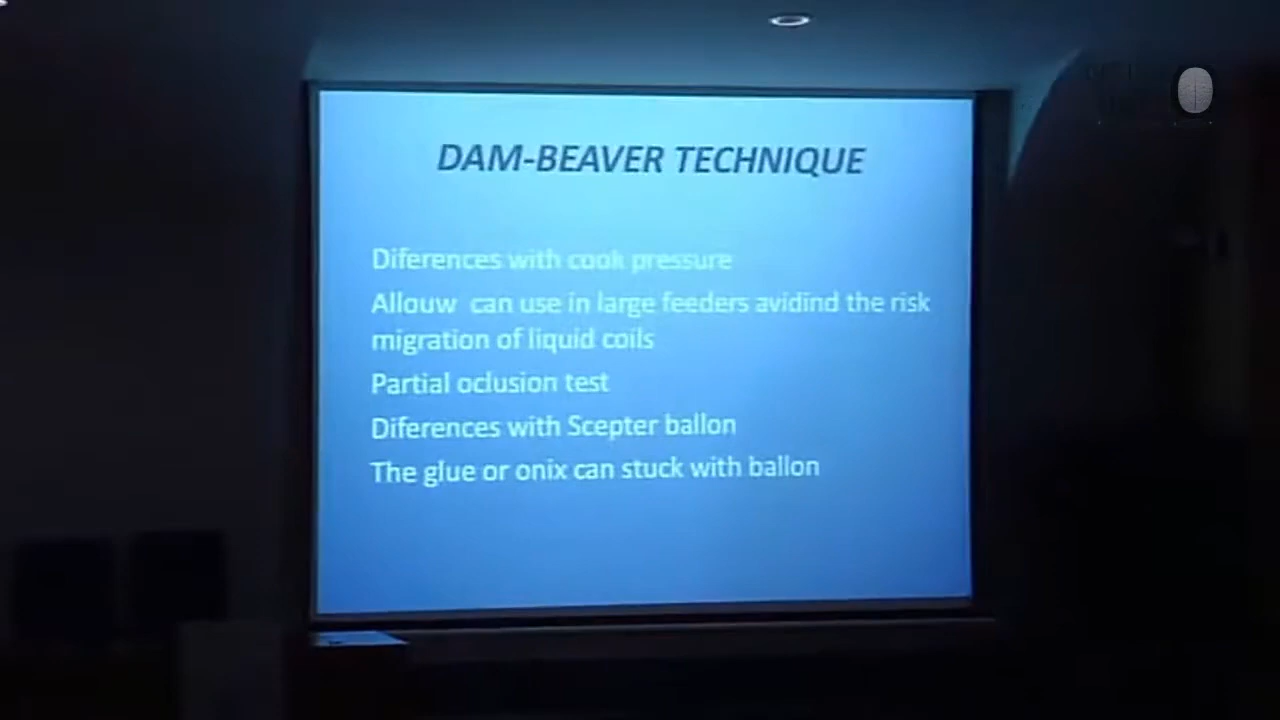 DAM-BEAVER TECHNIQUE
Diferences with cook pressure
Allouw can use in large feeders avidind the risk
migration of liquid coils
Partial oclusion test
Diferences with Scepter ballon
The glue or onix can stuck with ballon